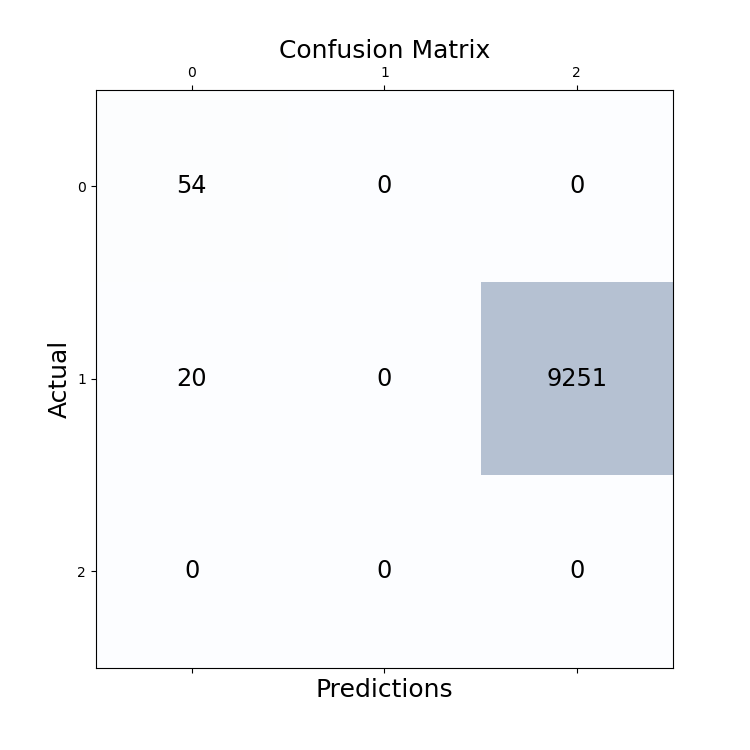 Confusion Matrix
0 1 2
0 54 0 0
Actual
1 20 0 9251
2 0 0 0
Predictions